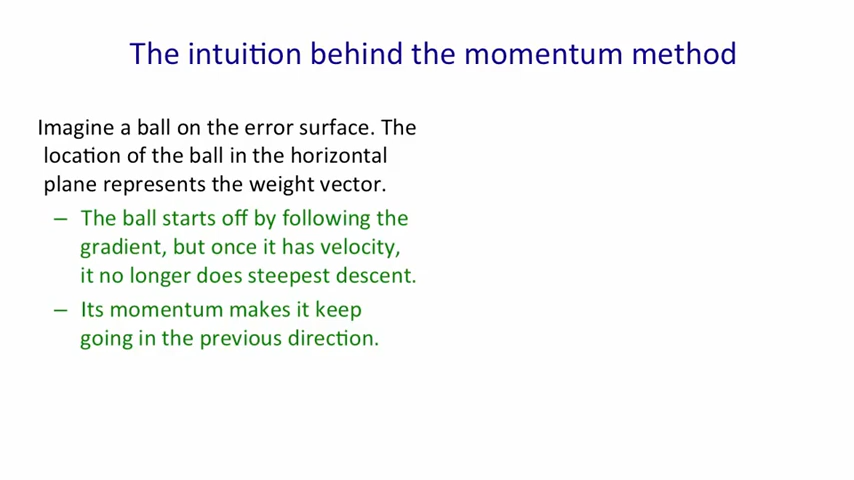 The intuition behind the momentum method
Imagine a ball on the error surface. The
location of the ball in the horizontal
plane represents the weight vector.
– The ball starts off by following the
gradient, but once it has velocity,
it no longer does steepest descent.
– Its momentum makes it keep
going in the previous direction.